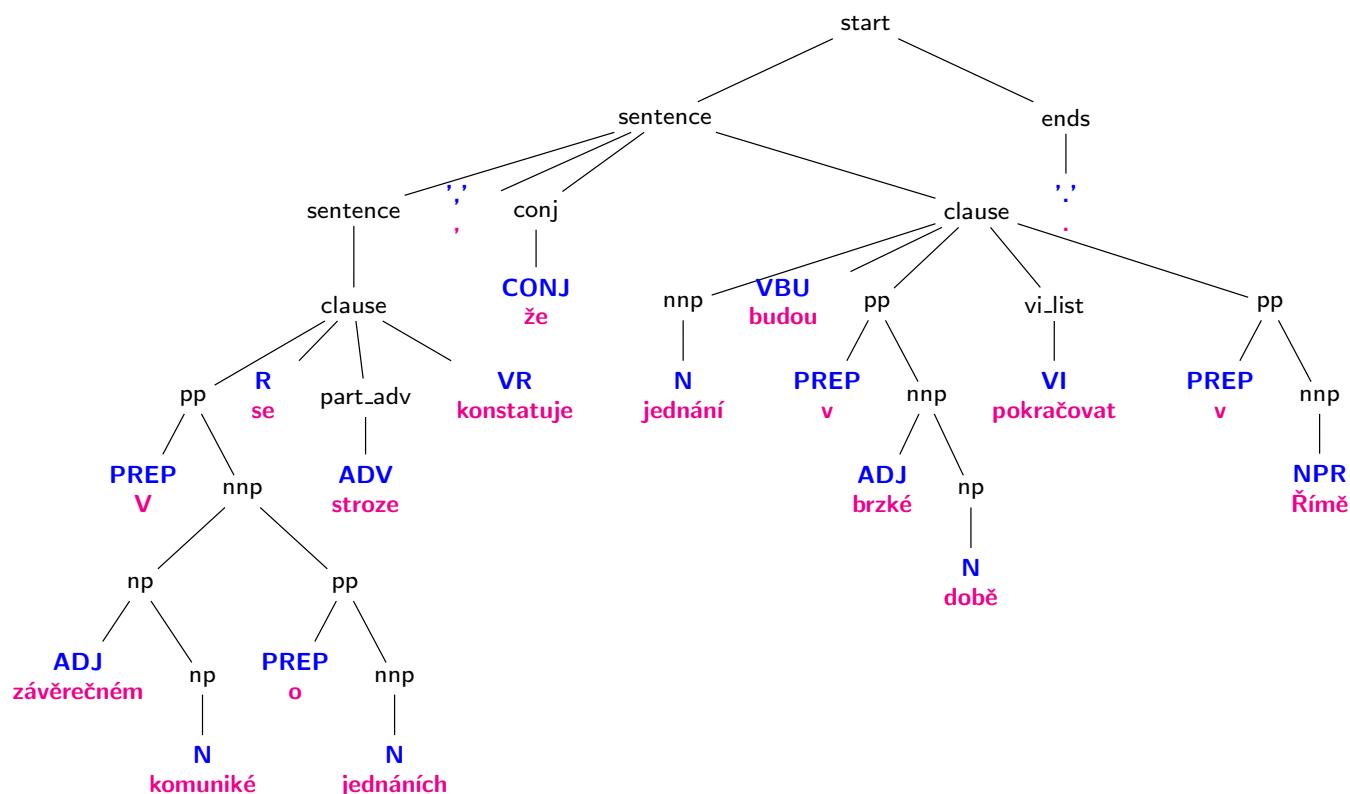 start
sentence ends
sentence ',' conj clause '.'
, .
clause CONJ nnp VBU pp vi_list pp
že budou
pp R part_adv VR N PREP nnp VI PREP nnp
se konstatuje jednání v pokračovat v
PREP nnp ADV ADJ np NPR
V stroze brzké Římě
np pp N
době
ADJ np PREP nnp
závěrečném o
N N
komuniké jednáních